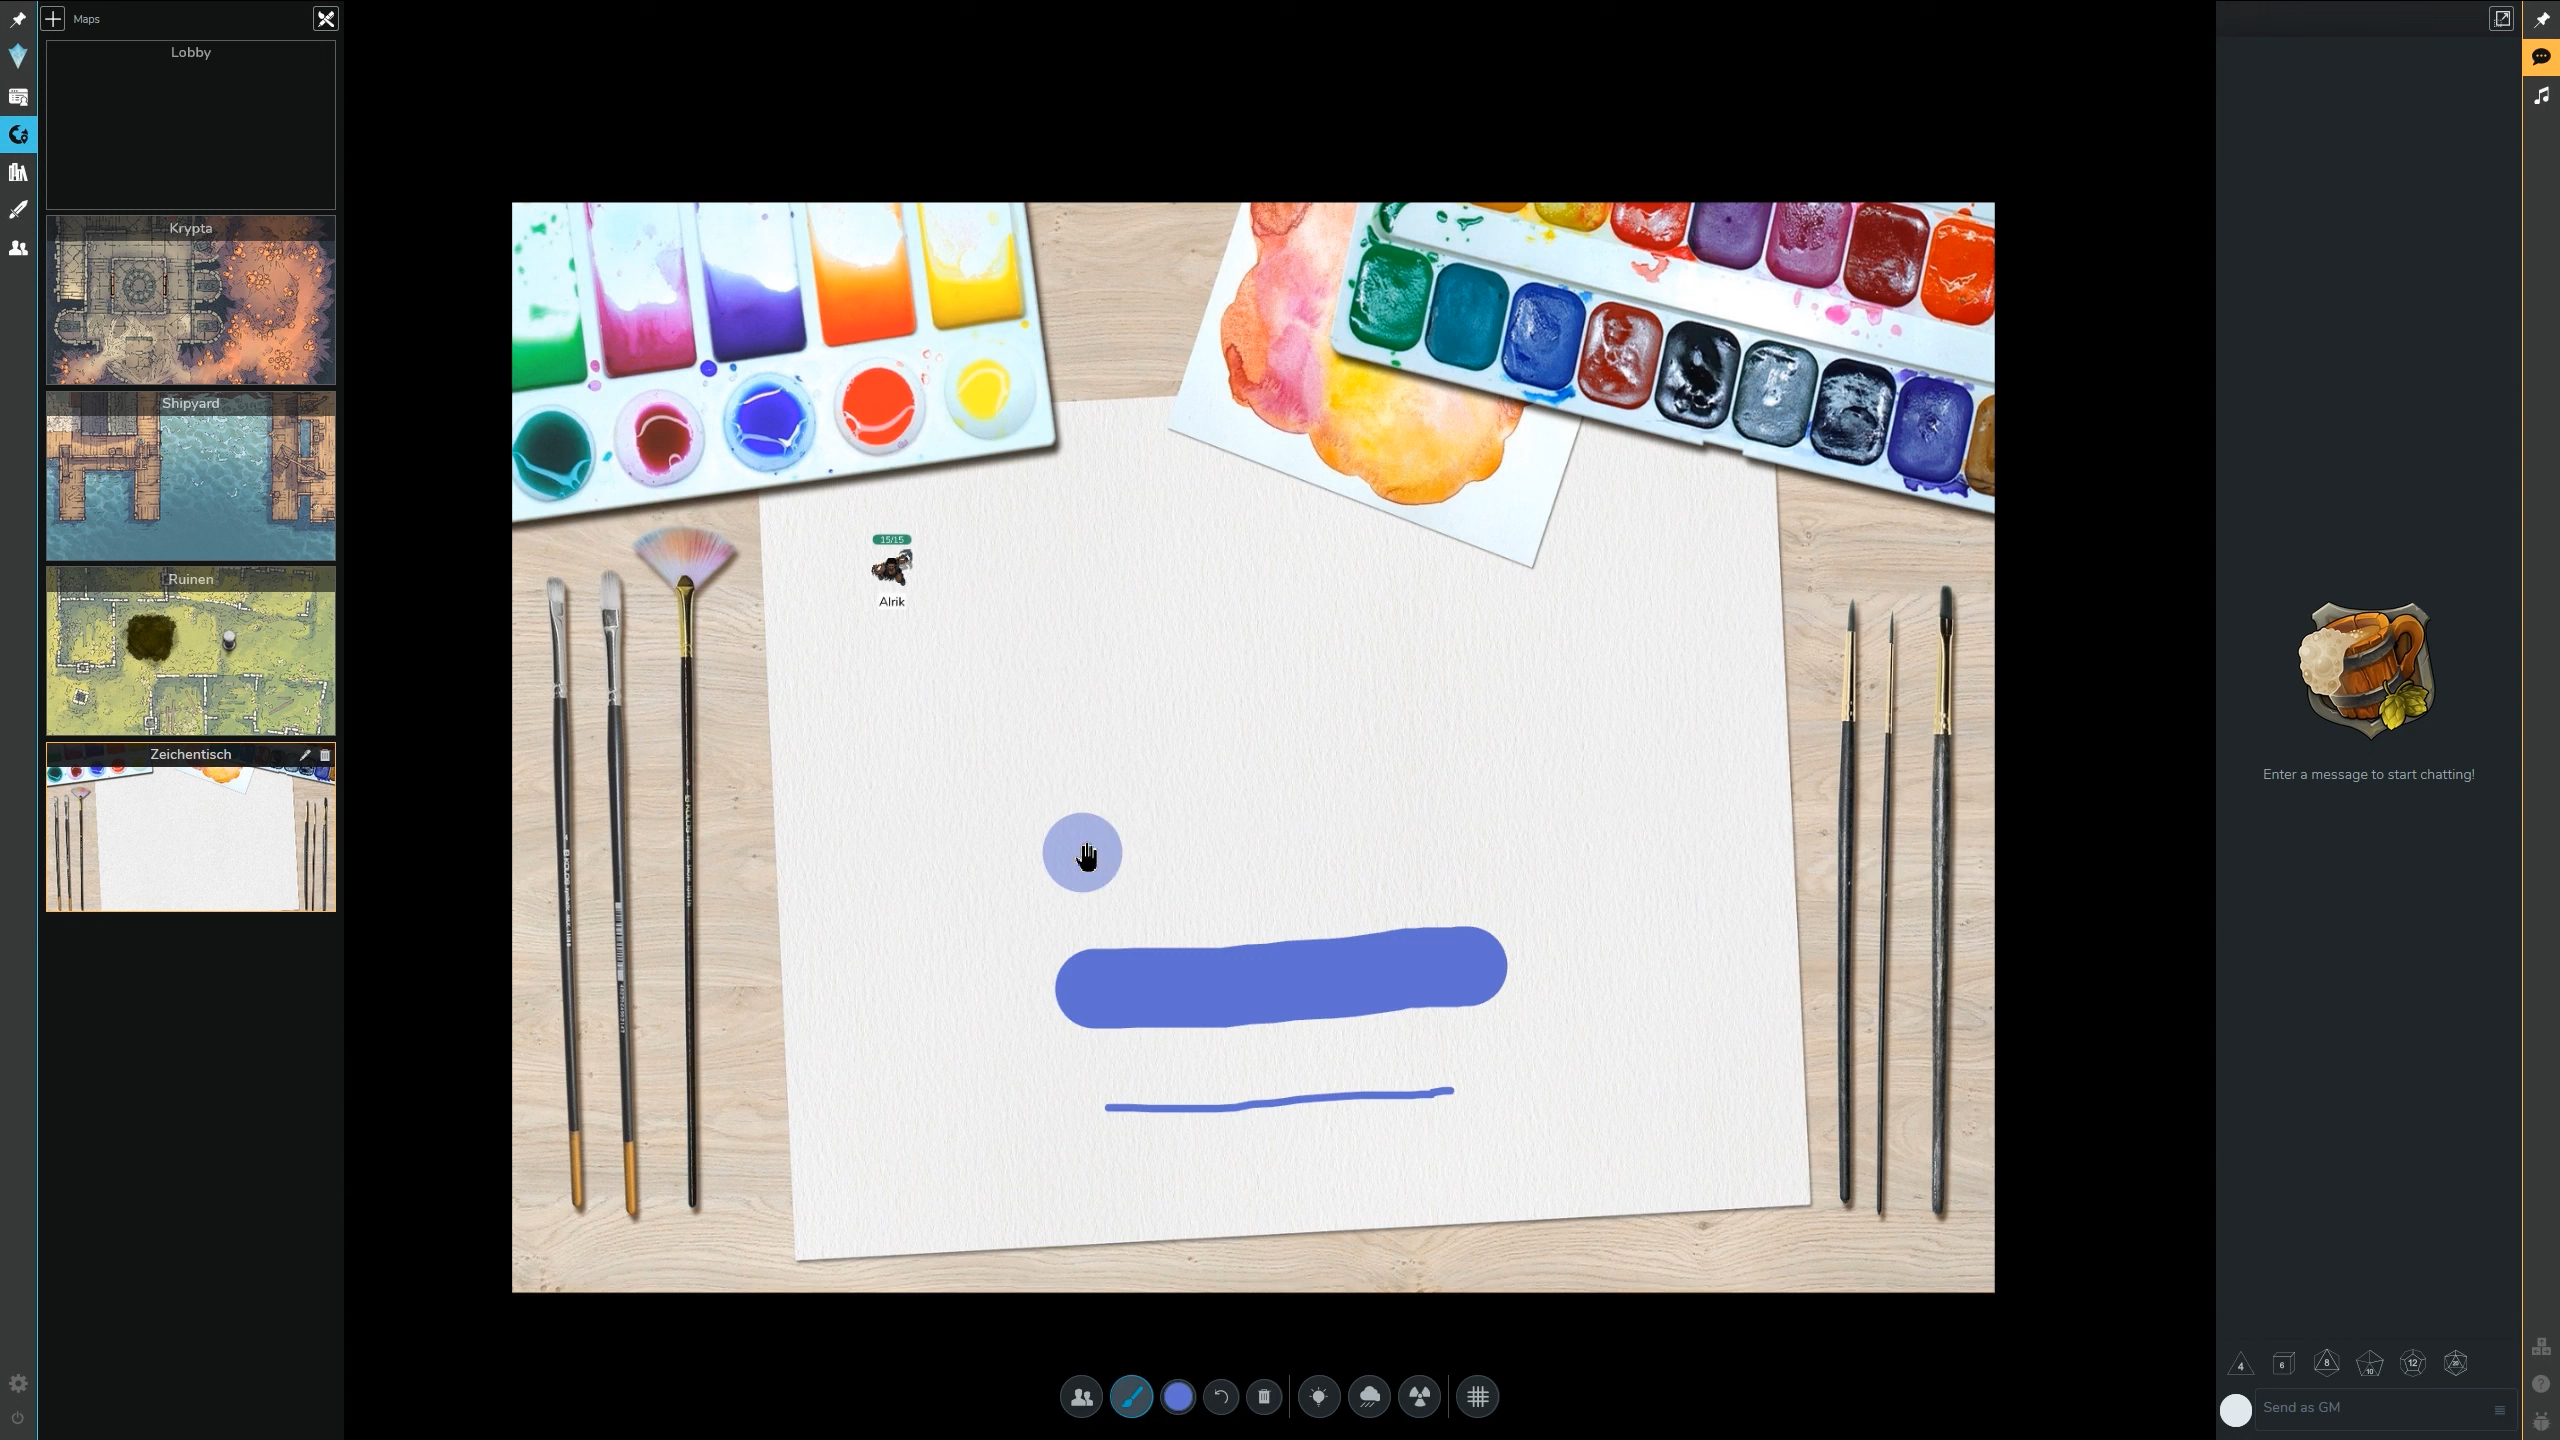 Maps
Lobby
Krypta
Shipyard
Ruinen
Zeichentisch
15/15
Alrik
Enter a message to start chatting!
4
6
8
10
12
20
Send as GM